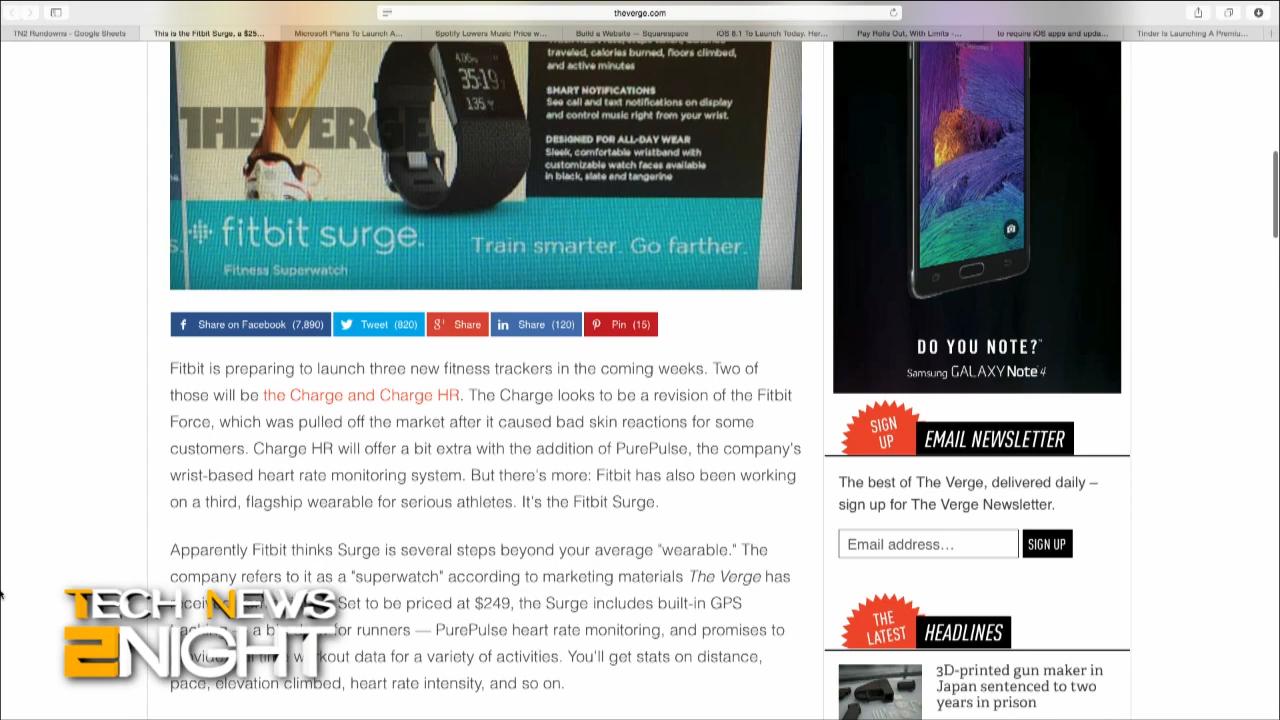 theverge.com
TN2 Rundowns - Google Sheets
This is the Fitbit Surge, a $25...
Microsoft Plans To Launch A...
Spotify Lowers Music Price w...
Build a Website — Squarespace
iOS 8.1 To Launch Today. Her...
Pay Rolls Out, With Limits -...
to require iOS apps and upda...
Tinder Is Launching A Premiu...
traveled, calories burned, floors climbed,
and active minutes
SMART NOTIFICATIONS
See call and text notifications on display
and control music right from your wrist.
DESIGNED FOR ALL-DAY WEAR
Sleek, comfortable wristband with
customizable watch faces available
in black, slate and tangerine
35:19
135
THE VERGE
fitbit surge.
Train smarter. Go farther.
Fitness Superwatch
Share on Facebook (7,890)
Tweet (820)
Share
Share (120)
Pin (15)
Fitbit is preparing to launch three new fitness trackers in the coming weeks. Two of
those will be the Charge and Charge HR. The Charge looks to be a revision of the Fitbit
Force, which was pulled off the market after it caused bad skin reactions for some
customers. Charge HR will offer a bit extra with the addition of PurePulse, the company's
wrist-based heart rate monitoring system. But there's more: Fitbit has also been working
on a third, flagship wearable for serious athletes. It's the Fitbit Surge.
Apparently Fitbit thinks Surge is several steps beyond your average "wearable." The
company refers to it as a "superwatch" according to marketing materials The Verge has
Set to be priced at $249, the Surge includes built-in GPS
for runners — PurePulse heart rate monitoring, and promises to
workout data for a variety of activities. You'll get stats on distance,
pace, elevation climbed, heart rate intensity, and so on.
TECH NEWS
2NIGHT
DO YOU NOTE?™
Samsung GALAXY Note 4
SIGN UP
EMAIL NEWSLETTER
The best of The Verge, delivered daily –
sign up for The Verge Newsletter.
Email address…
SIGN UP
THE LATEST
HEADLINES
3D-printed gun maker in
Japan sentenced to two
years in prison